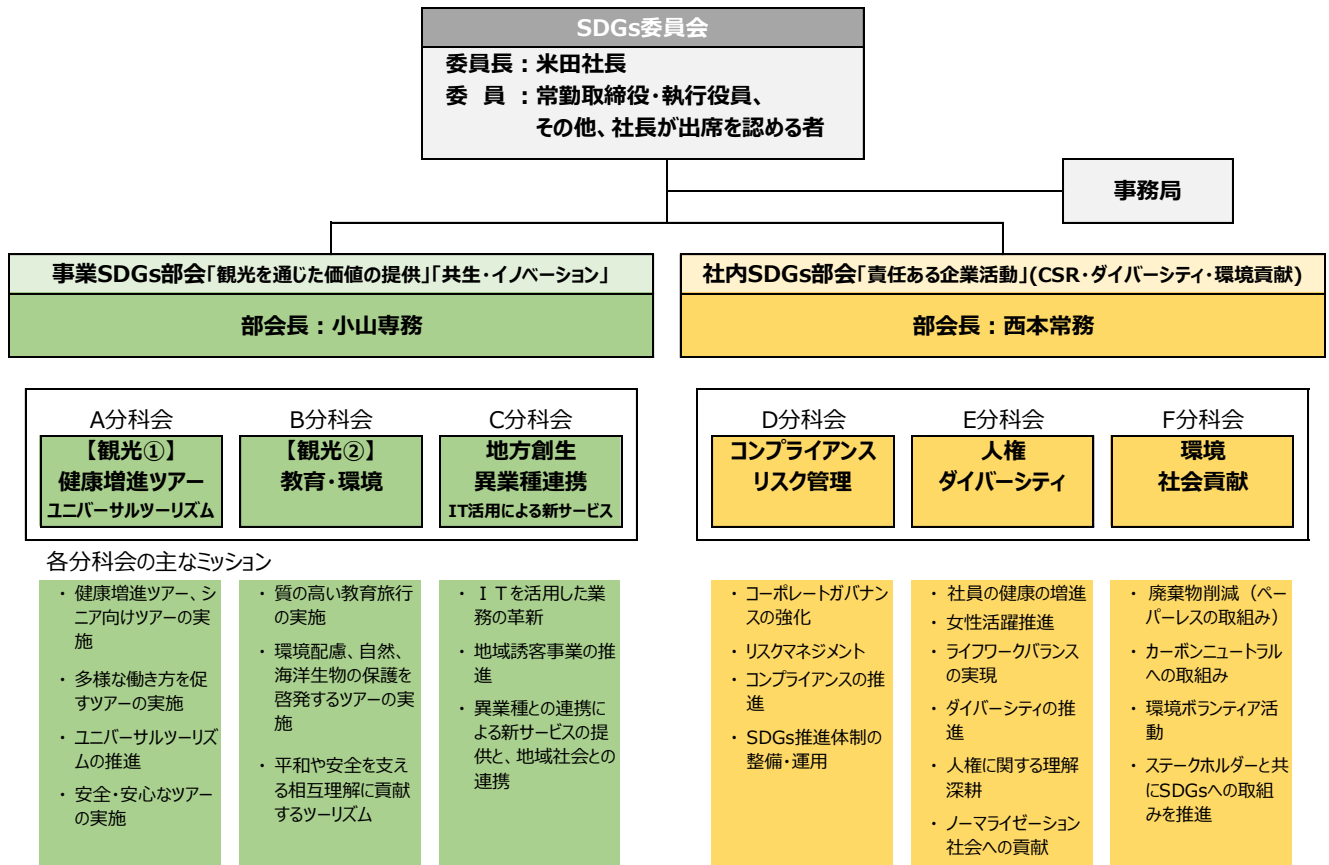 SDGs委員会
委員長：米田社長
委 員 ：常勤取締役・執行役員、
その他、社長が出席を認める者
事務局
事業SDGs部会「観光を通じた価値の提供」「共生・イノベーション」
部会長：小山専務
社内SDGs部会「責任ある企業活動」(CSR・ダイバーシティ・環境貢献)
部会長：西本常務
A分科会
【観光①】
健康増進ツアー
ユニバーサルツーリズム
B分科会
【観光②】
教育・環境
C分科会
地方創生
異業種連携
IT活用による新サービス
D分科会
コンプライアンス
リスク管理
E分科会
人権
ダイバーシティ
F分科会
環境
社会貢献
各分科会の主なミッション
・ 健康増進ツアー、シ
ニア向けツアーの実
施
・ 多様な働き方を促
すツアーの実施
・ ユニバーサルツーリズ
ムの推進
・ 安全・安心なツアー
の実施
・ 質の高い教育旅行
の実施
・ 環境配慮、自然、
海洋生物の保護を
啓発するツアーの実
施
・ 平和や安全を支え
る相互理解に貢献
するツーリズム
・ ＩＴを活用した業
務の革新
・ 地域誘客事業の推
進
・ 異業種との連携に
よる新サービスの提
供と、地域社会との
連携
・ コーポレートガバナン
スの強化
・ リスクマネジメント
・ コンプライアンスの推
進
・ SDGs推進体制の
整備・運用
・ 社員の健康の増進
・ 女性活躍推進
・ ライフワークバランス
の実現
・ ダイバーシティの推
進
・ 人権に関する理解
深耕
・ ノーマライゼーション
社会への貢献
・ 廃棄物削減（ペー
パーレスの取組み）
・ カーボンニュートラル
への取組み
・ 環境ボランティア活
動
・ ステークホルダーと共
にSDGsへの取組
みを推進